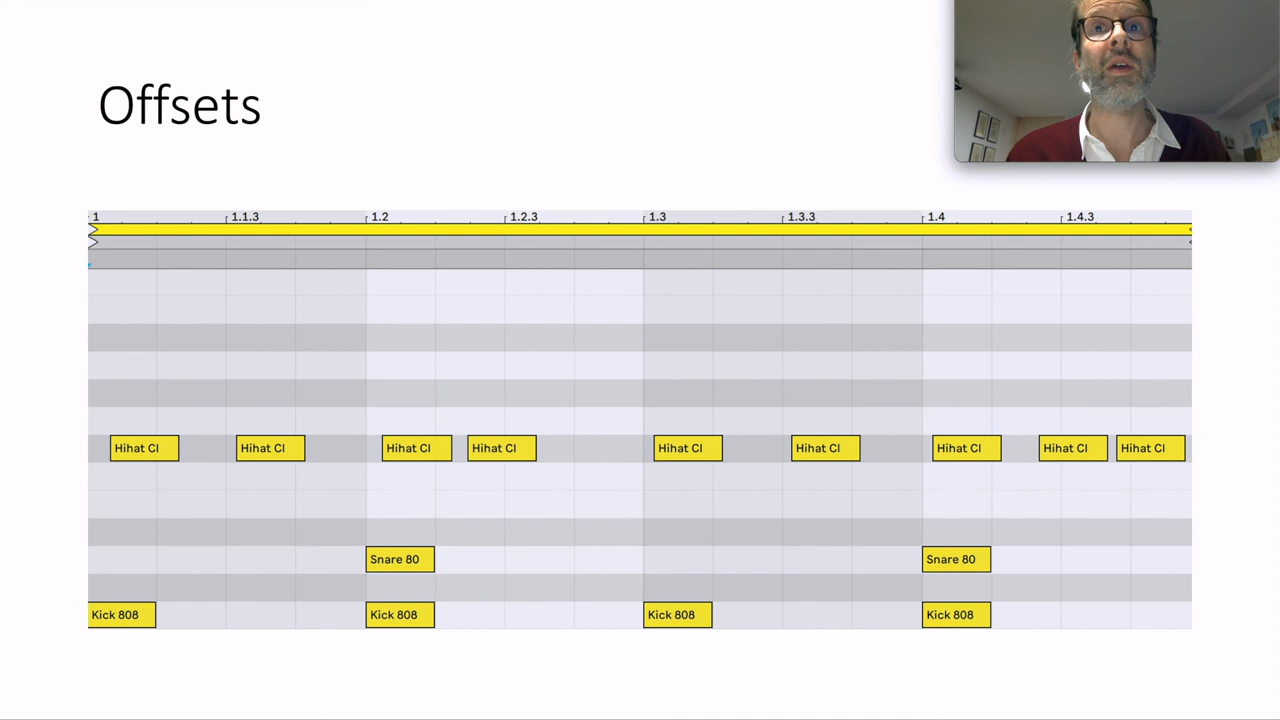 Offsets
1 1.1.3 1.2 1.2.3 1.3 1.3.3 1.4 1.4.3
Hihat Cl Hihat Cl Hihat Cl Hihat Cl Hihat Cl Hihat Cl Hihat Cl Hihat Cl Hihat Cl
Snare 80 Snare 80
Kick 808 Kick 808 Kick 808 Kick 808